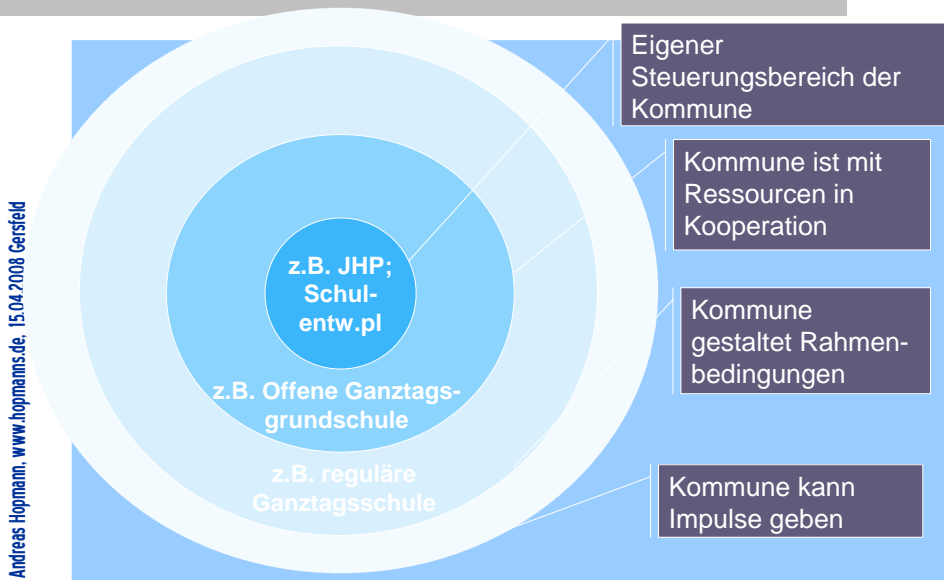 Andreas Hopmann, www.hopmanns.de, 15.04.2008 Gersfeld
z.B. JHP;
Schul-
entw.pl
z.B. Offene Ganztags-
grundschule
z.B. reguläre
Ganztagsschule
Eigener
Steuerungsbereich der
Kommune
Kommune ist mit
Ressourcen in
Kooperation
Kommune
gestaltet Rahmen-
bedingungen
Kommune kann
Impulse geben